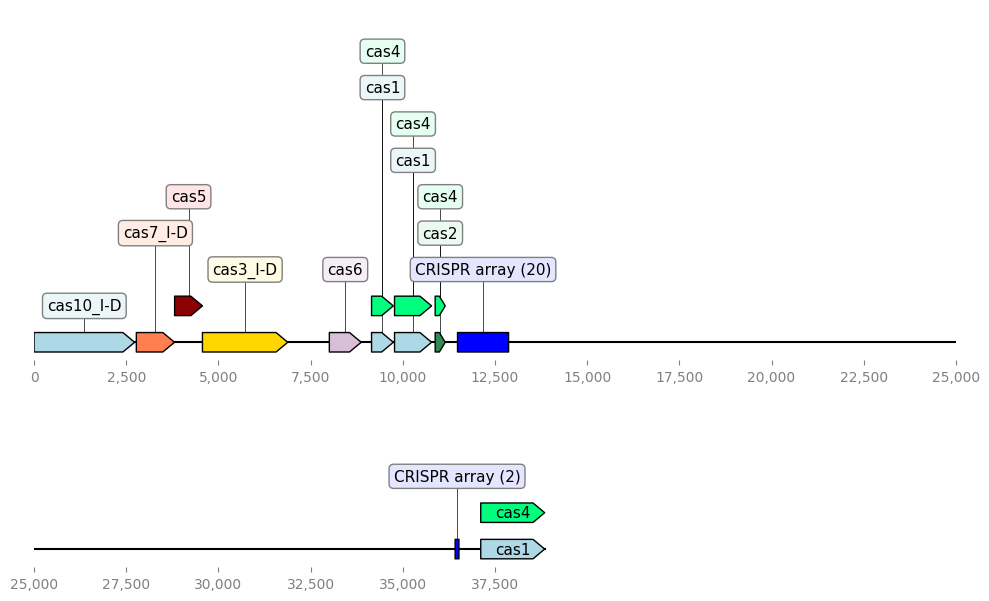 cas4
cas1
cas4
cas1
cas5
cas4
cas7_I-D
cas2
cas3_I-D
cas6
CRISPR array (20)
cas10_I-D
0
2,500
5,000
7,500
10,000
12,500
15,000
17,500
20,000
22,500
25,000
CRISPR array (2)
cas4
cas1
25,000
27,500
30,000
32,500
35,000
37,500